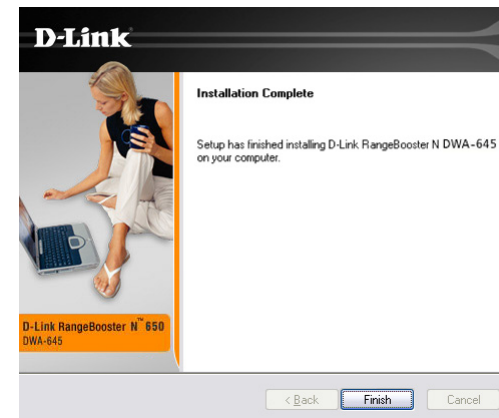 D-Link
Installation Complete
Setup has finished installing D-Link RangeBooster N DWA-645
on your computer.
D-Link RangeBooster N™ 650
DWA-645
< Back
Finish
Cancel